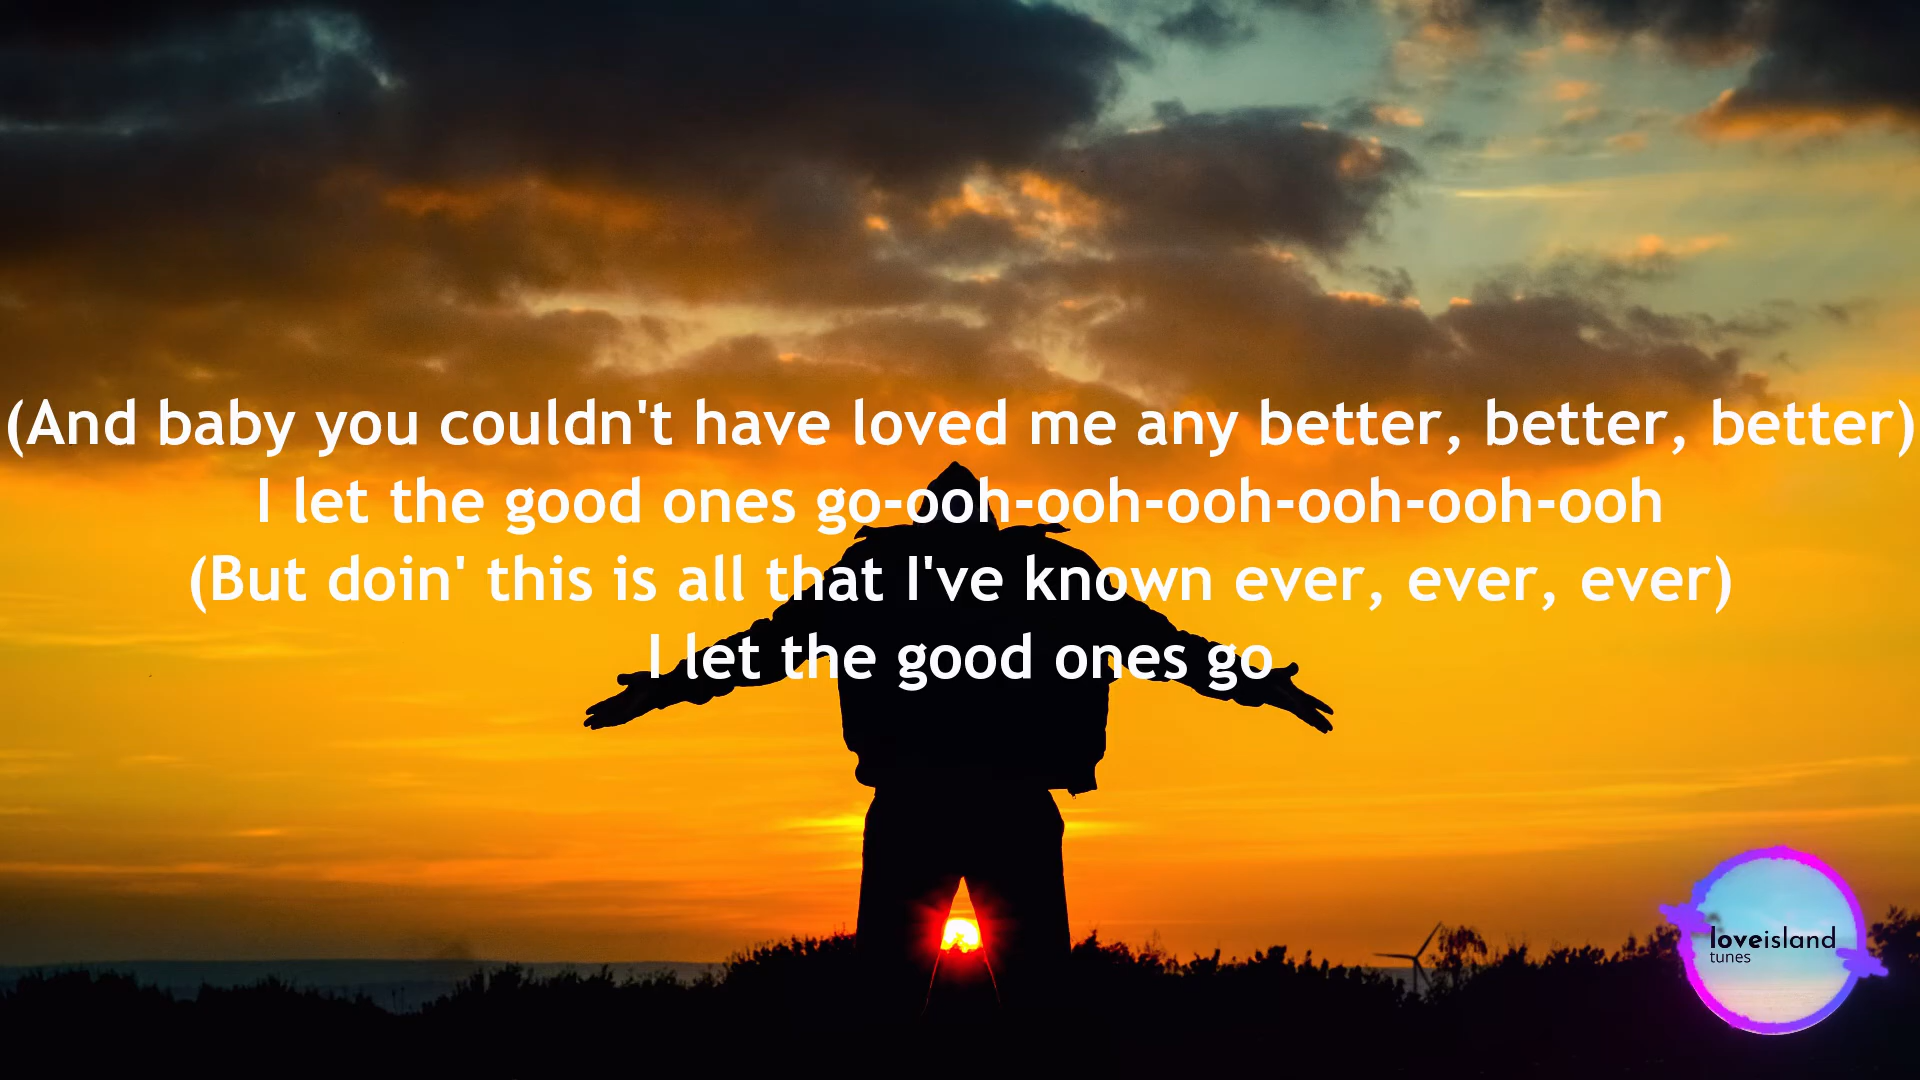 (And baby you couldn't have loved me any better, better, better)
I let the good ones go-ooh-ooh-ooh-ooh-ooh-ooh
(But doin' this is all that I've known ever, ever, ever)
I let the good ones go
loveisland
tunes